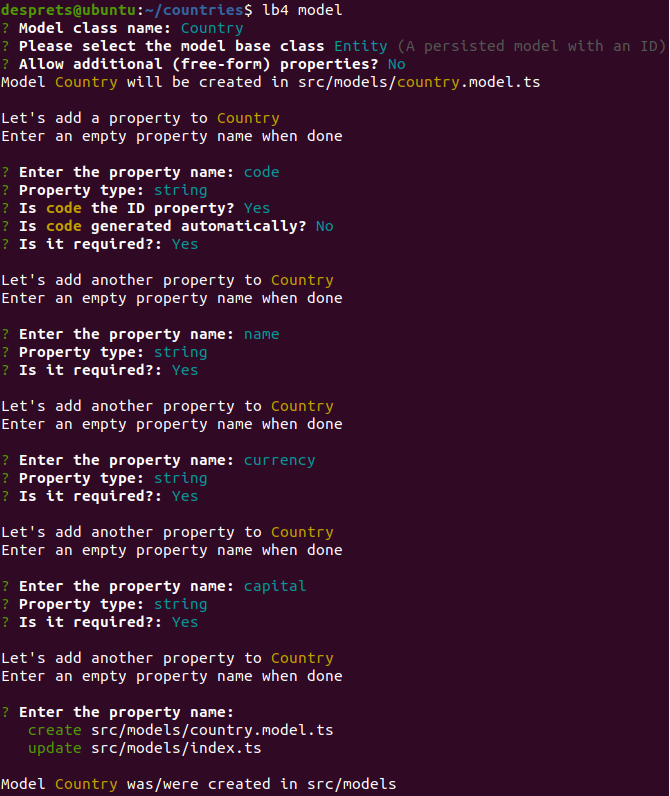 desprets@ubuntu:~/countries$ lb4 model
? Model class name: Country
? Please select the model base class Entity (A persisted model with an ID)
? Allow additional (free-form) properties? No
Model Country will be created in src/models/country.model.ts
Let's add a property to Country
Enter an empty property name when done
? Enter the property name: code
? Property type: string
? Is code the ID property? Yes
? Is code generated automatically? No
? Is it required?: Yes
Let's add another property to Country
Enter an empty property name when done
? Enter the property name: name
? Property type: string
? Is it required?: Yes
Let's add another property to Country
Enter an empty property name when done
? Enter the property name: currency
? Property type: string
? Is it required?: Yes
Let's add another property to Country
Enter an empty property name when done
? Enter the property name: capital
? Property type: string
? Is it required?: Yes
Let's add another property to Country
Enter an empty property name when done
? Enter the property name:
create src/models/country.model.ts
update src/models/index.ts
Model Country was/were created in src/models